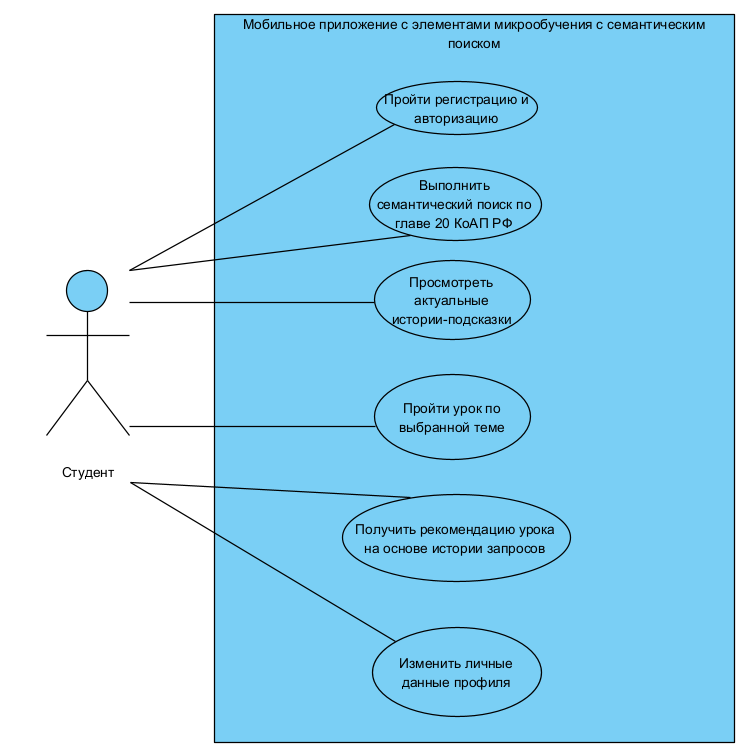 Мобильное приложение с элементами микрообучения с семантическим
поиском
Пройти регистрацию и
авторизацию
Выполнить
семантический поиск по
главе 20 КоАП РФ
Просмотреть
актуальные
истории-подсказки
Пройти урок по
выбранной теме
Студент
Получить рекомендацию урока
на основе истории запросов
Изменить личные
данные профиля